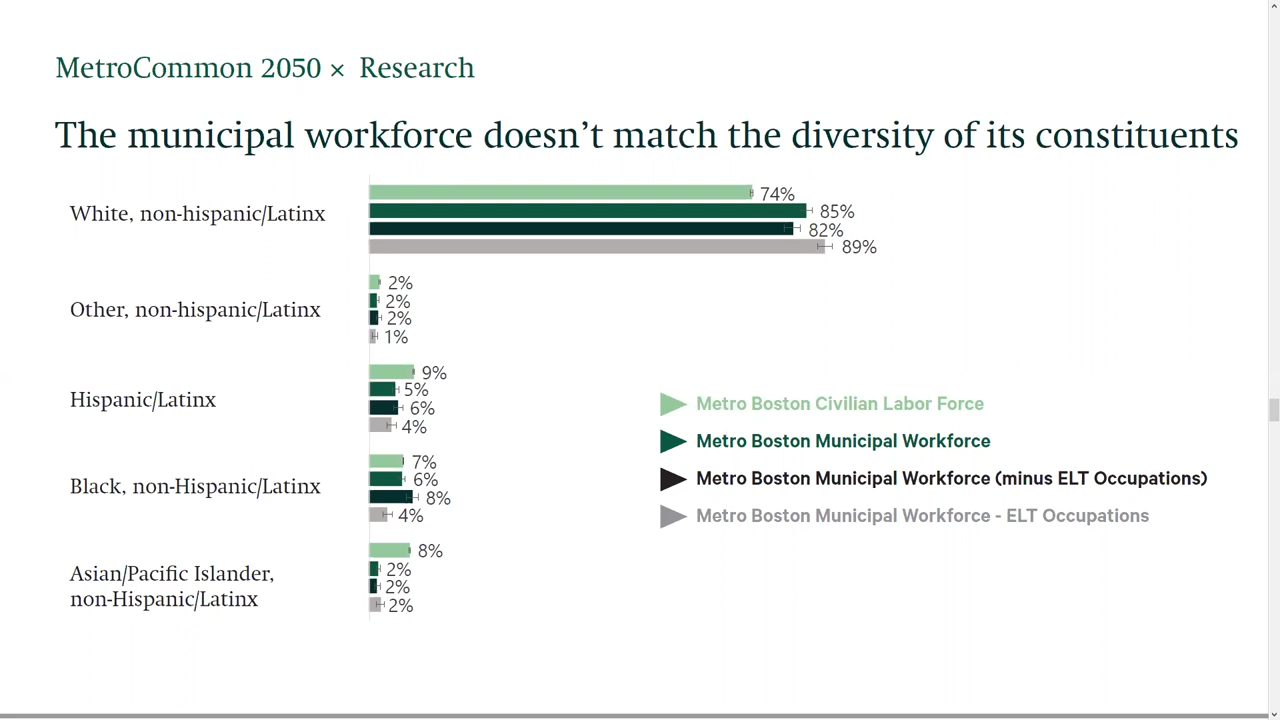 MetroCommon 2050 × Research
The municipal workforce doesn't match the diversity of its constituents
White, non-hispanic/Latinx
74%
85%
82%
89%
Other, non-hispanic/Latinx
2%
2%
2%
1%
Hispanic/Latinx
9%
5%
6%
4%
Black, non-Hispanic/Latinx
7%
6%
8%
4%
Asian/Pacific Islander,
non-Hispanic/Latinx
8%
2%
2%
2%
Metro Boston Civilian Labor Force
Metro Boston Municipal Workforce
Metro Boston Municipal Workforce (minus ELT Occupations)
Metro Boston Municipal Workforce - ELT Occupations